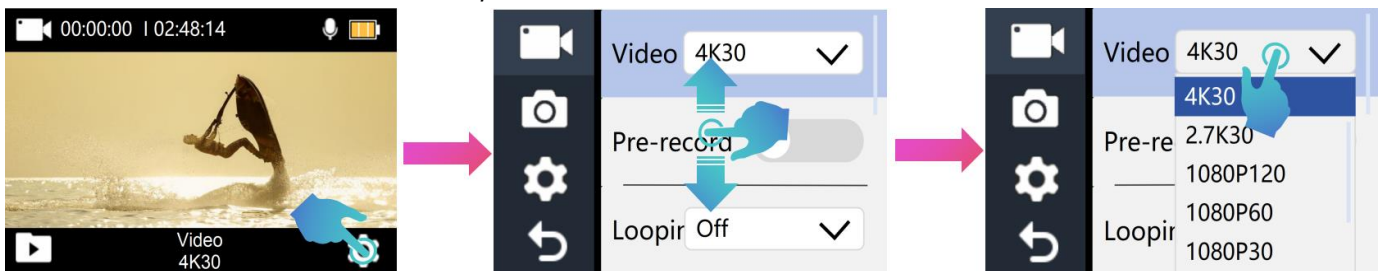 00:00:00 I 02:48:14
Video
4K30
Video 4K30
Pre-record
Loopir Off
Video 4K30
4K30
Pre-re 2.7K30
1080P120
1080P60
Loopir
1080P30